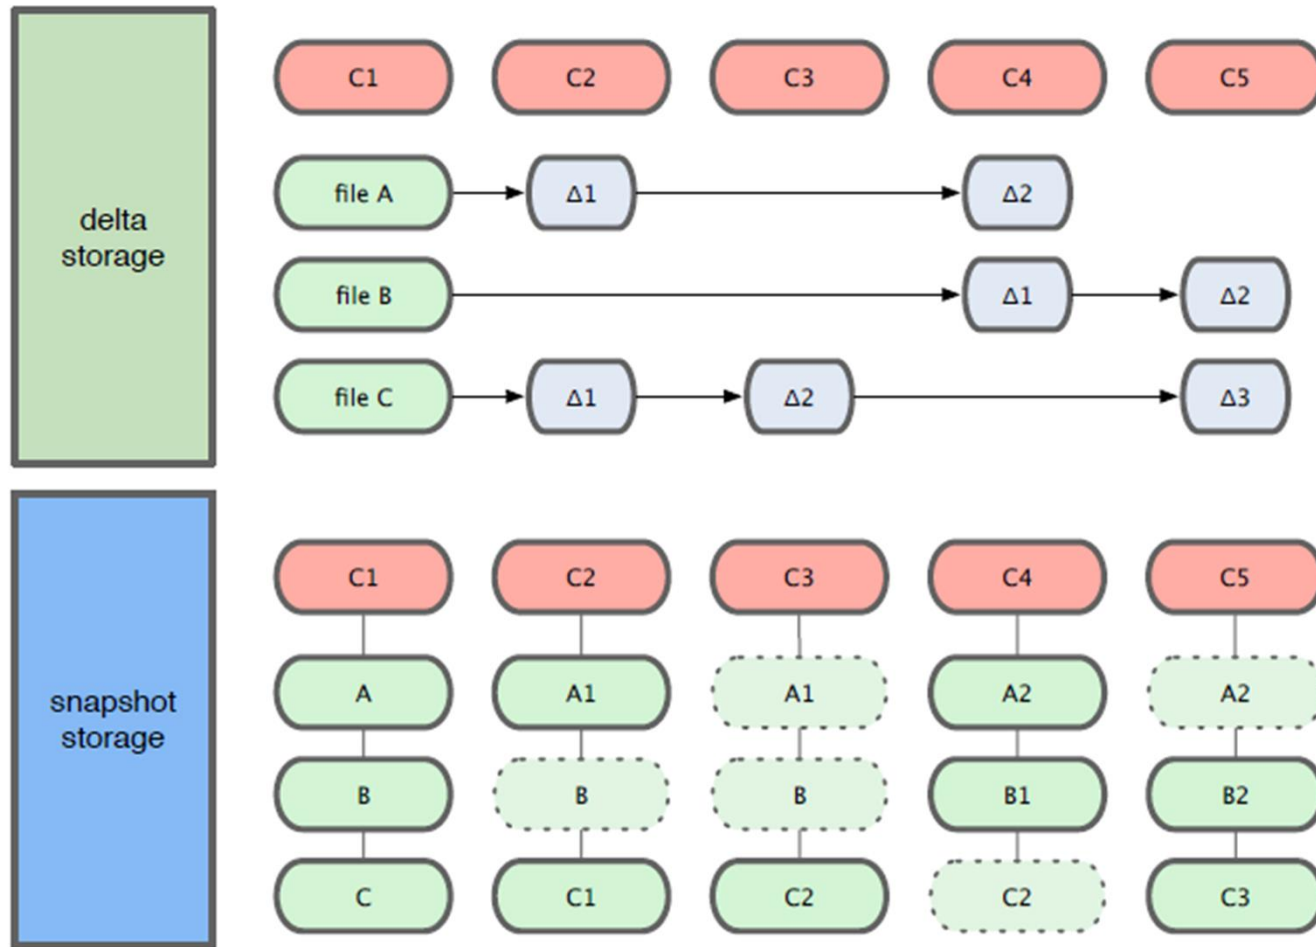 delta
storage
C1 C2 C3 C4 C5
file A Δ1 Δ2
file B Δ1 Δ2
file C Δ1 Δ2 Δ3
snapshot
storage
C1 C2 C3 C4 C5
A A1 A1 A2 A2
B B B B1 B2
C C1 C2 C2 C3